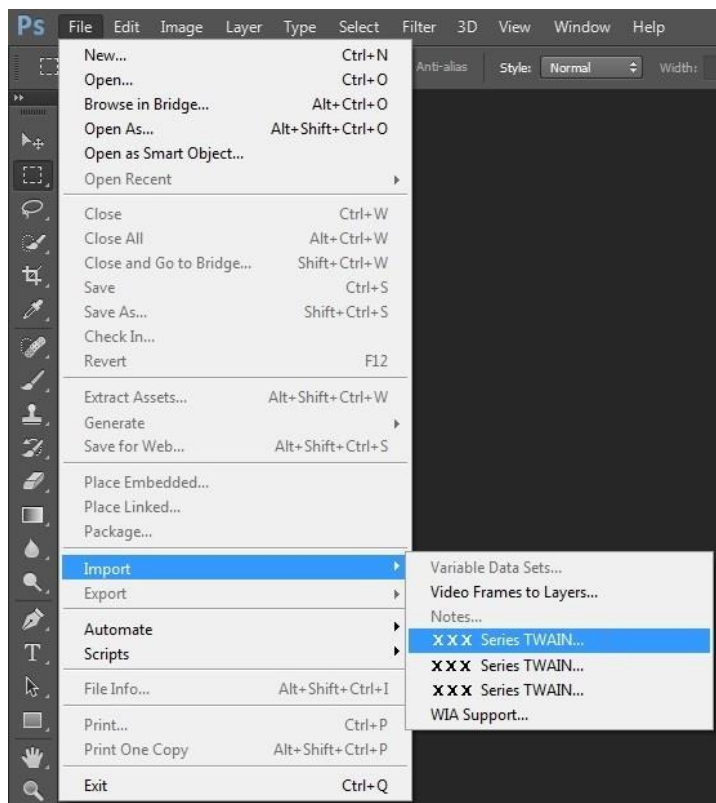 Ps File Edit Image Layer Type Select Filter 3D View Window Help
Anti-alias Style: Normal Width:
New... Ctrl+N
Open... Ctrl+O
Browse in Bridge... Alt+Ctrl+O
Open As... Alt+Shift+Ctrl+O
Open as Smart Object...
Open Recent
Close Ctrl+W
Close All Alt+Ctrl+W
Close and Go to Bridge... Shift+Ctrl+W
Save Ctrl+S
Save As... Shift+Ctrl+S
Check In...
Revert F12
Extract Assets... Alt+Shift+Ctrl+W
Generate
Save for Web... Alt+Shift+Ctrl+S
Place Embedded...
Place Linked...
Package...
Import
Export
Automate
Scripts
File Info... Alt+Shift+Ctrl+I
Print... Ctrl+P
Print One Copy Alt+Shift+Ctrl+P
Exit Ctrl+Q
Variable Data Sets...
Video Frames to Layers...
Notes...
XXX Series TWAIN...
XXX Series TWAIN...
XXX Series TWAIN...
WIA Support...